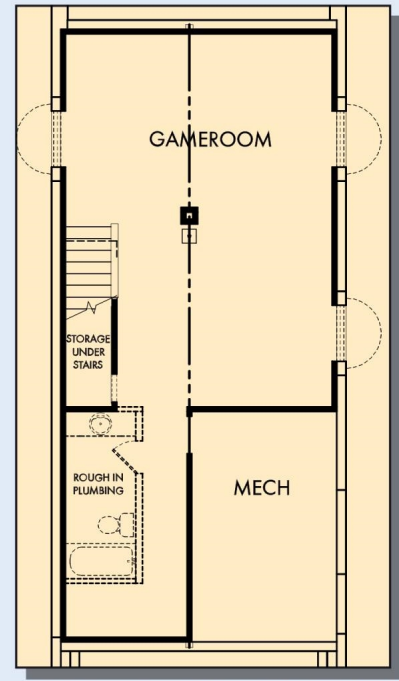 GAMEROOM
STORAGE
UNDER
STAIRS
ROUGH IN
PLUMBING
MECH